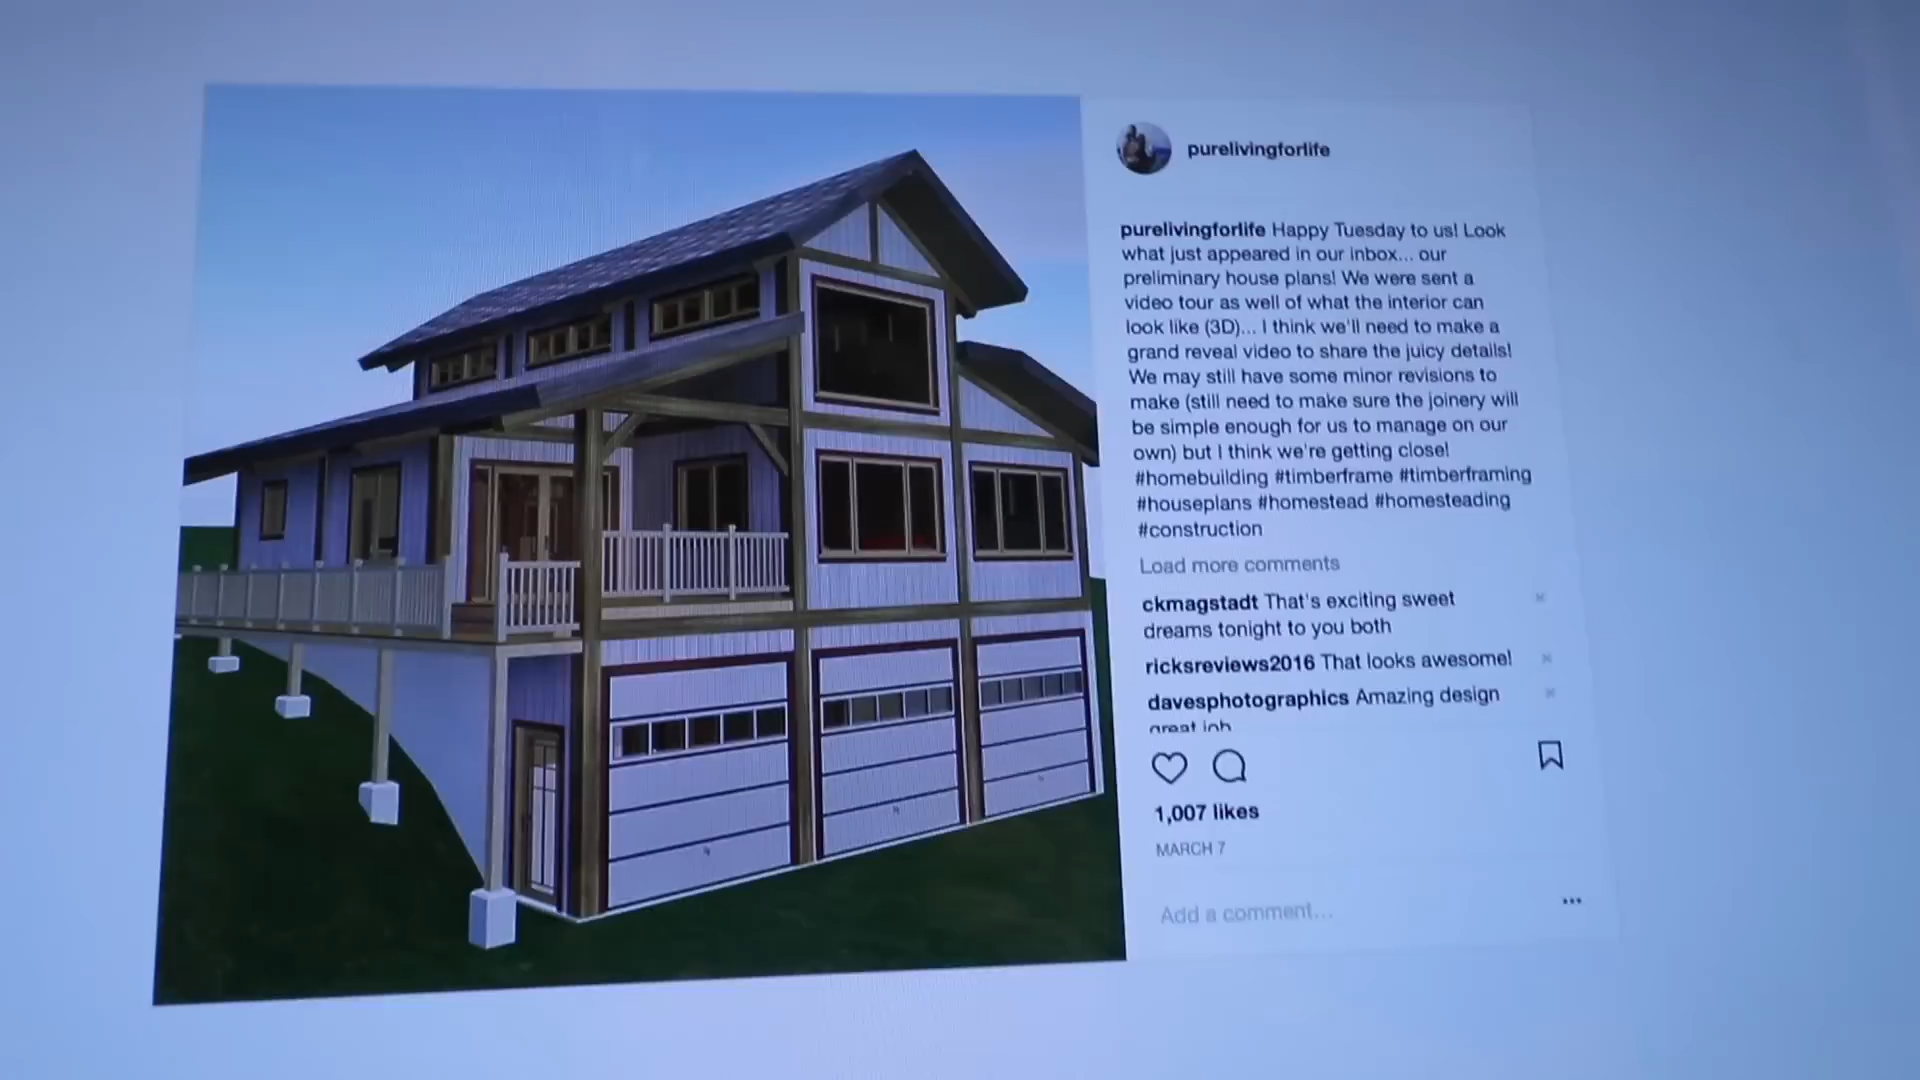 purelivingforlife
purelivingforlife Happy Tuesday to us! Look
what just appeared in our inbox... our
preliminary house plans! We were sent a
video tour as well of what the interior can
look like (3D)... I think we'll need to make a
grand reveal video to share the juicy details!
We may still have some minor revisions to
make (still need to make sure the joinery will
be simple enough for us to manage on our
own) but I think we're getting close!
#homebuilding #timberframe #timberframing
#houseplans #homestead #homesteading
#construction
Load more comments
ckmagstadt That's exciting sweet
dreams tonight to you both
ricksreviews2016 That looks awesome!
davesphotographics Amazing design
great job
1,007 likes
MARCH 7
Add a comment...